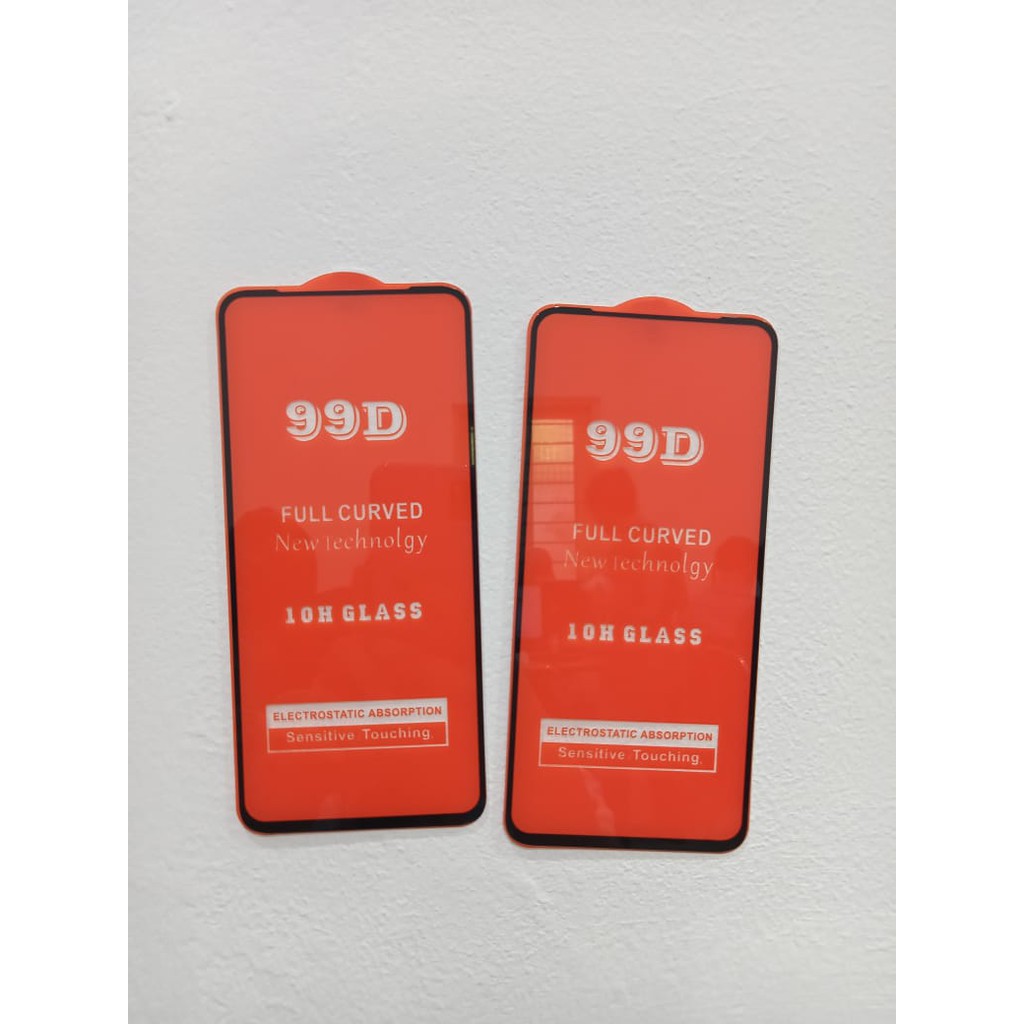 99D
FULL CURVED
New Technolgy
10H GLASS
ELECTROSTATIC ABSORPTION
Sensitive Touching.
99D
FULL CURVED
New Technolgy
10H GLASS
ELECTROSTATIC ABSORPTION
Sensitive Touching.